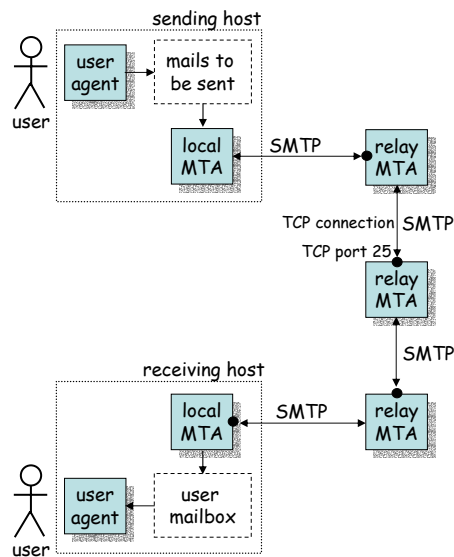 sending host
user
agent
mails to
be sent
user
local
MTA
SMTP
relay
MTA
TCP connection
SMTP
TCP port 25
relay
MTA
SMTP
receiving host
local
MTA
SMTP
relay
MTA
user
agent
user
mailbox
user